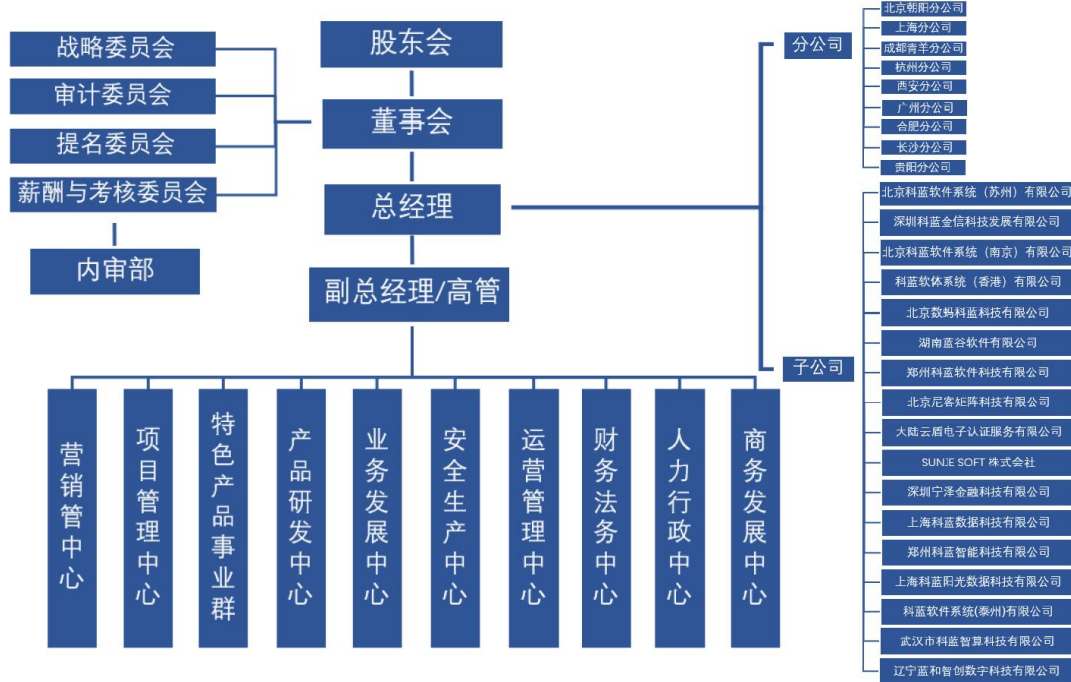 战略委员会
审计委员会
提名委员会
薪酬与考核委员会
内审部
股东会
董事会
总经理
副总经理/高管
营销管中心
项目管理中心
特色产品事业群
产品研发中心
业务发展中心
安全生产中心
运营管理中心
财务法务中心
人力行政中心
商务发展中心
分公司
北京朝阳分公司
上海分公司
成都青羊分公司
杭州分公司
西安分公司
广州分公司
合肥分公司
长沙分公司
贵阳分公司
子公司
北京科蓝软件系统（苏州）有限公司
深圳科蓝金信科技发展有限公司
北京科蓝软件系统（南京）有限公司
科蓝软体系统（香港）有限公司
北京数蚂科蓝科技有限公司
湖南蓝谷软件有限公司
郑州科蓝软件科技有限公司
北京尼客矩阵科技有限公司
大陆云盾电子认证服务有限公司
SUNJE SOFT 株式会社
深圳宁泽金融科技有限公司
上海科蓝数据科技有限公司
郑州科蓝智能科技有限公司
上海科蓝阳光数据科技有限公司
科蓝软件系统(泰州)有限公司
武汉市科蓝智算科技有限公司
辽宁蓝和智创数字科技有限公司